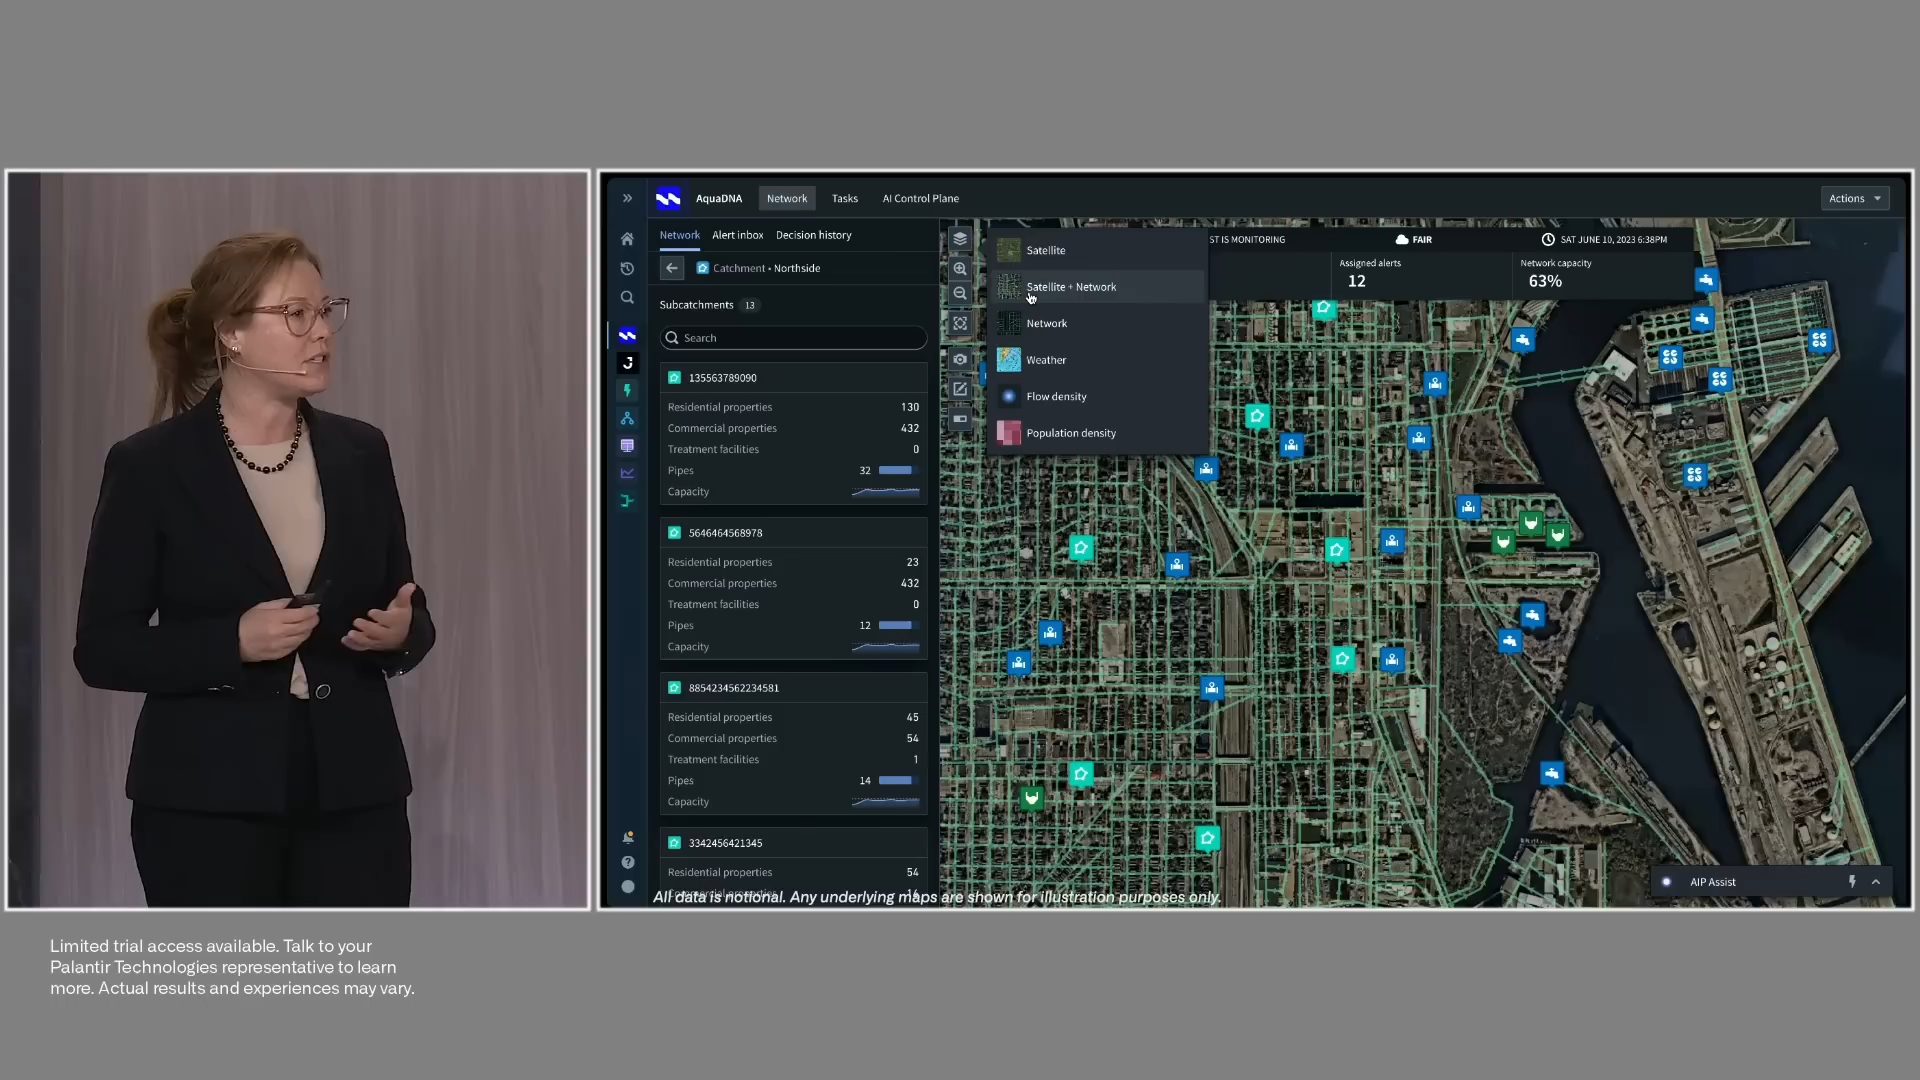 AquaDNA
Network
Tasks
AI Control Plane
Actions
Network
Alert inbox
Decision history
Catchment • Northside
Subcatchments 13
Search
135563789090
Residential properties 130
Commercial properties 432
Treatment facilities 0
Pipes 32
Capacity
5646464568978
Residential properties 23
Commercial properties 432
Treatment facilities 0
Pipes 12
Capacity
8854234562234581
Residential properties 45
Commercial properties 54
Treatment facilities 1
Pipes 14
Capacity
3342456421345
Residential properties 54
Satellite
Satellite + Network
Network
Weather
Flow density
Population density
ST IS MONITORING
FAIR
SAT JUNE 10, 2023 6:38PM
Assigned alerts
12
Network capacity
63%
AIP Assist
All data is notional. Any underlying maps are shown for illustration purposes only.
Limited trial access available. Talk to your
Palantir Technologies representative to learn
more. Actual results and experiences may vary.